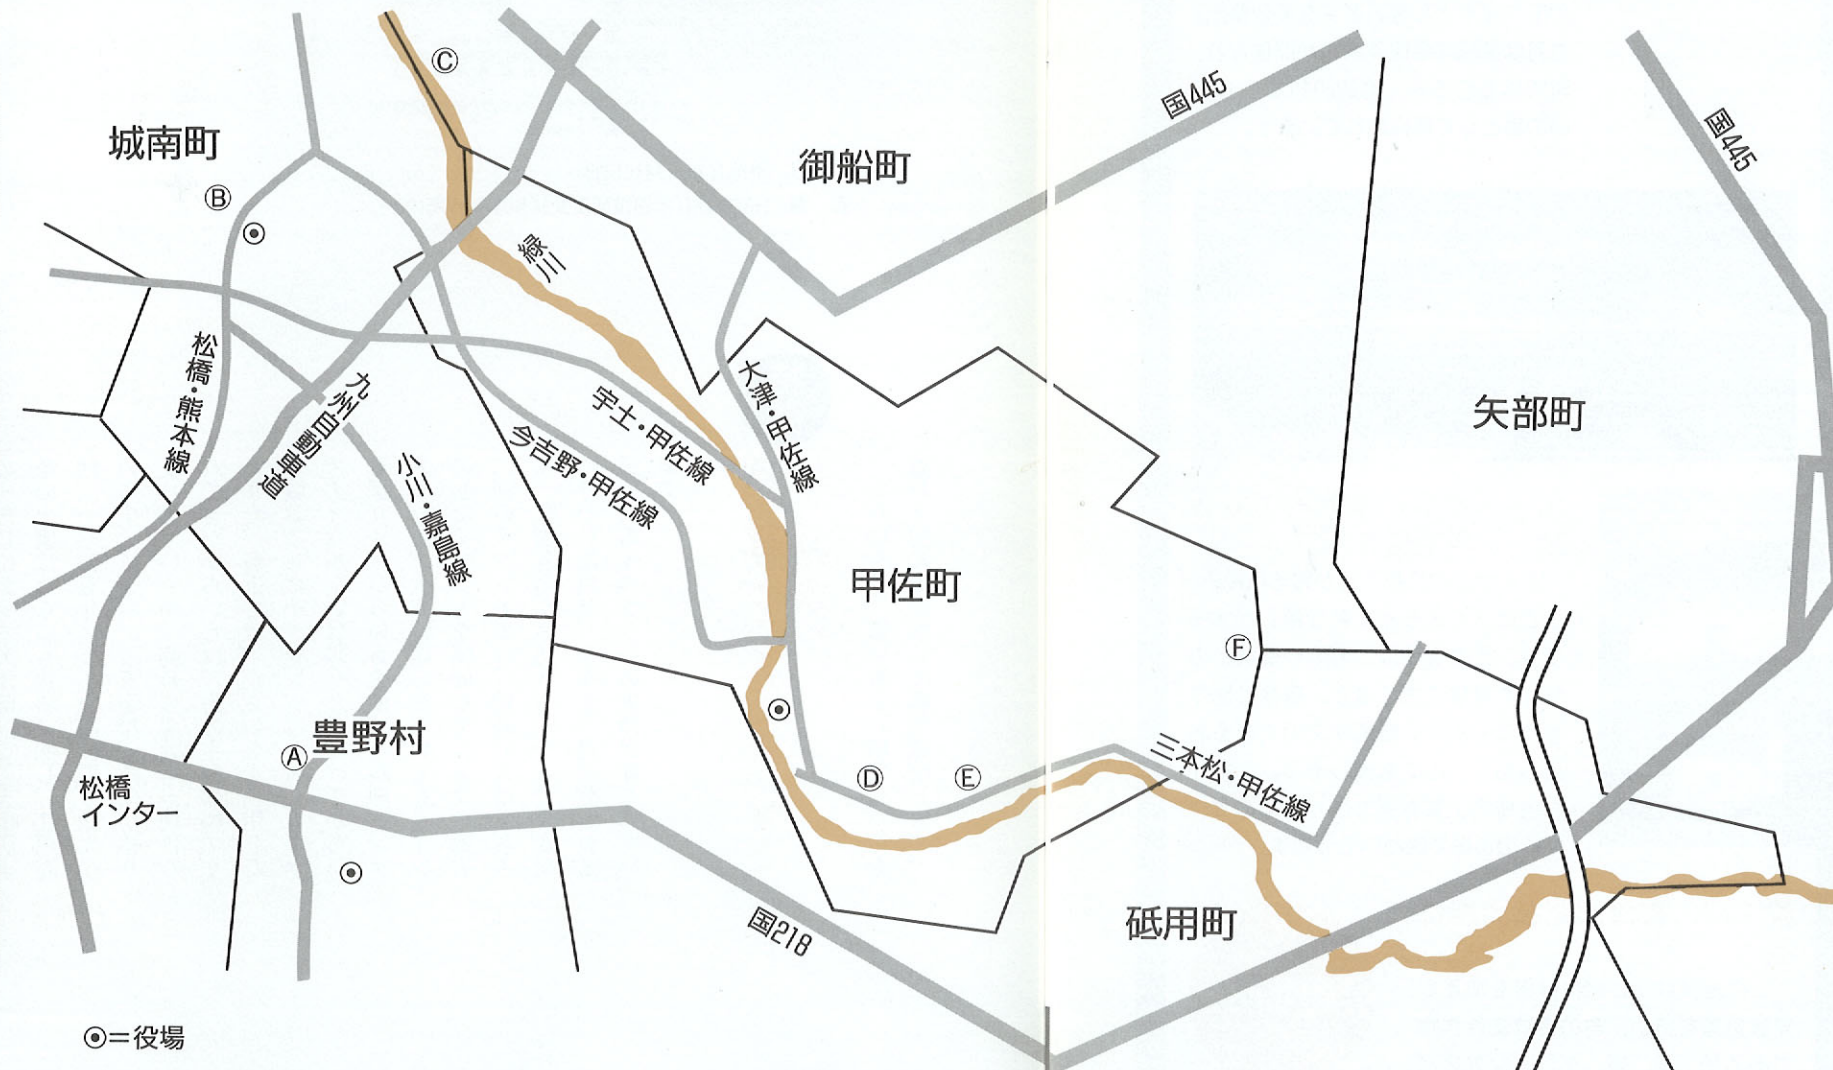 Ⓒ
国445
国445
城南町
御船町
Ⓑ
緑川
松橋・熊本線
九州自動車道
大津・甲佐線
宇土・甲佐線
今吉野・甲佐線
小川・嘉島線
矢部町
甲佐町
Ⓕ
豊野村
Ⓐ
松橋
インター
Ⓓ
Ⓔ
三本松・甲佐線
国218
砥用町
◉＝役場